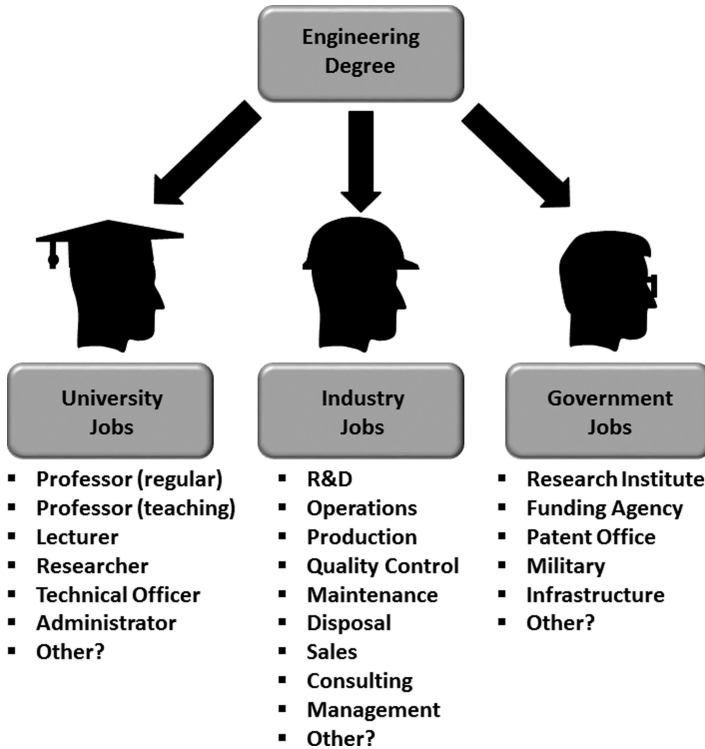 Engineering
Degree
University
Jobs
Industry
Jobs
Government
Jobs
▪ Professor (regular)
▪ Professor (teaching)
▪ Lecturer
▪ Researcher
▪ Technical Officer
▪ Administrator
▪ Other?
▪ R&D
▪ Operations
▪ Production
▪ Quality Control
▪ Maintenance
▪ Disposal
▪ Sales
▪ Consulting
▪ Management
▪ Other?
▪ Research Institute
▪ Funding Agency
▪ Patent Office
▪ Military
▪ Infrastructure
▪ Other?